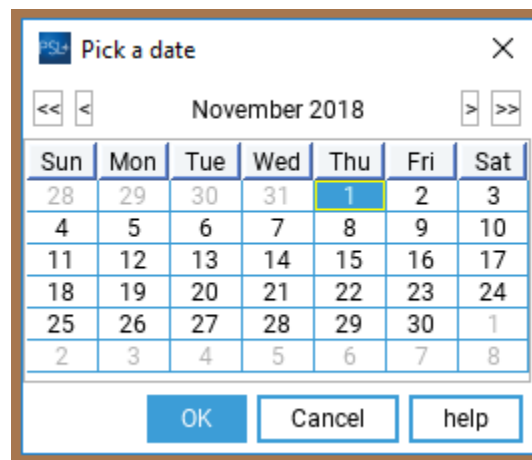 PSL+ Pick a date
<< < November 2018 > >>
Sun Mon Tue Wed Thu Fri Sat
28 29 30 31 1 2 3
4 5 6 7 8 9 10
11 12 13 14 15 16 17
18 19 20 21 22 23 24
25 26 27 28 29 30 1
2 3 4 5 6 7 8
OK Cancel help